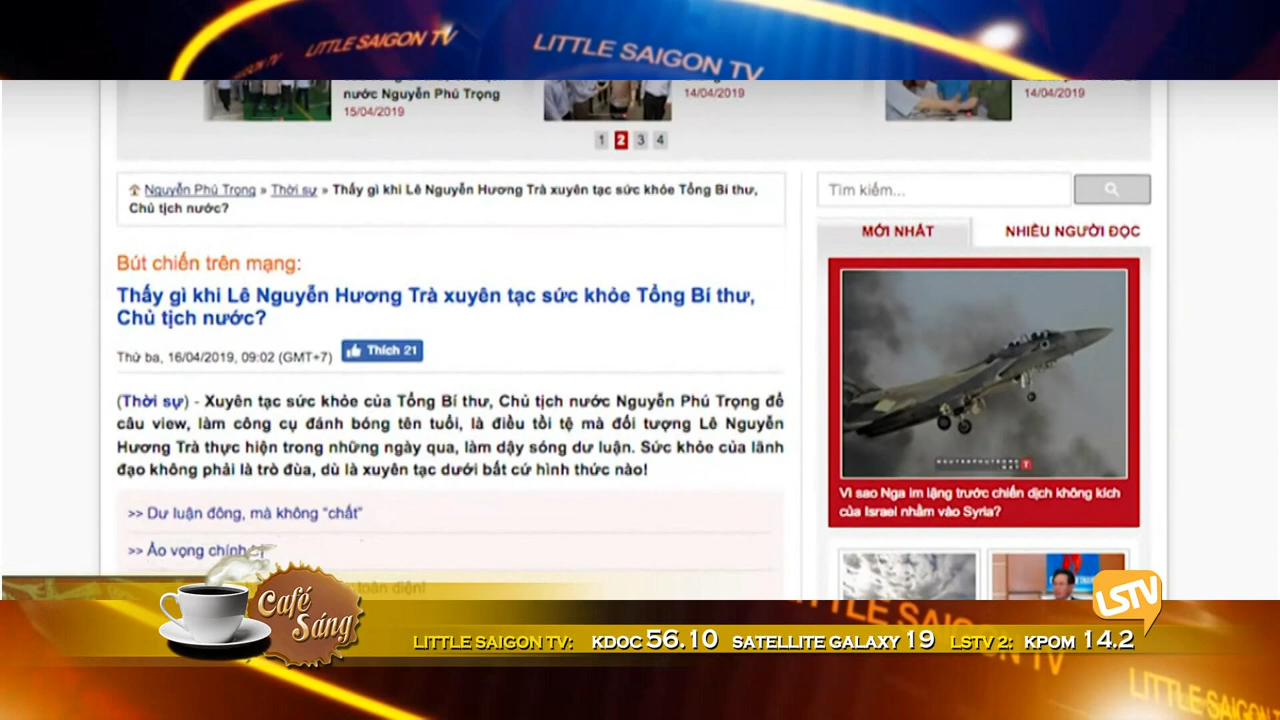 LITTLE SAIGON TV
LITTLE SAIGON TV
nước Nguyễn Phú Trọng
15/04/2019
14/04/2019
14/04/2019
1 2 3 4
Nguyễn Phú Trọng » Thời sự » Thấy gì khi Lê Nguyễn Hương Trà xuyên tạc sức khỏe Tổng Bí thư,
Chủ tịch nước?
Tìm kiếm...
MỚI NHẤT
NHIỀU NGƯỜI ĐỌC
Bút chiến trên mạng:
Thấy gì khi Lê Nguyễn Hương Trà xuyên tạc sức khỏe Tổng Bí thư,
Chủ tịch nước?
Thứ ba, 16/04/2019, 09:02 (GMT+7)
Thích 21
(Thời sự) - Xuyên tạc sức khỏe của Tổng Bí thư, Chủ tịch nước Nguyễn Phú Trọng để
câu view, làm công cụ đánh bóng tên tuổi, là điều tồi tệ mà đối tượng Lê Nguyễn
Hương Trà thực hiện trong những ngày qua, làm dậy sóng dư luận. Sức khỏe của lãnh
đạo không phải là trò đùa, dù là xuyên tạc dưới bất cứ hình thức nào!
>> Dư luận đông, mà không “chất”
>> Ảo vọng chính
toàn diện!
Vì sao Nga im lặng trước chiến dịch không kích
của Israel nhằm vào Syria?
Café
Sáng
LITTLE SAIGON TV: KDOC 56.10 SATELLITE GALAXY 19 LSTV 2: KPOM 14.2
LSTV
LITTLE SAIGON TV
LITTLE SAIGON TV